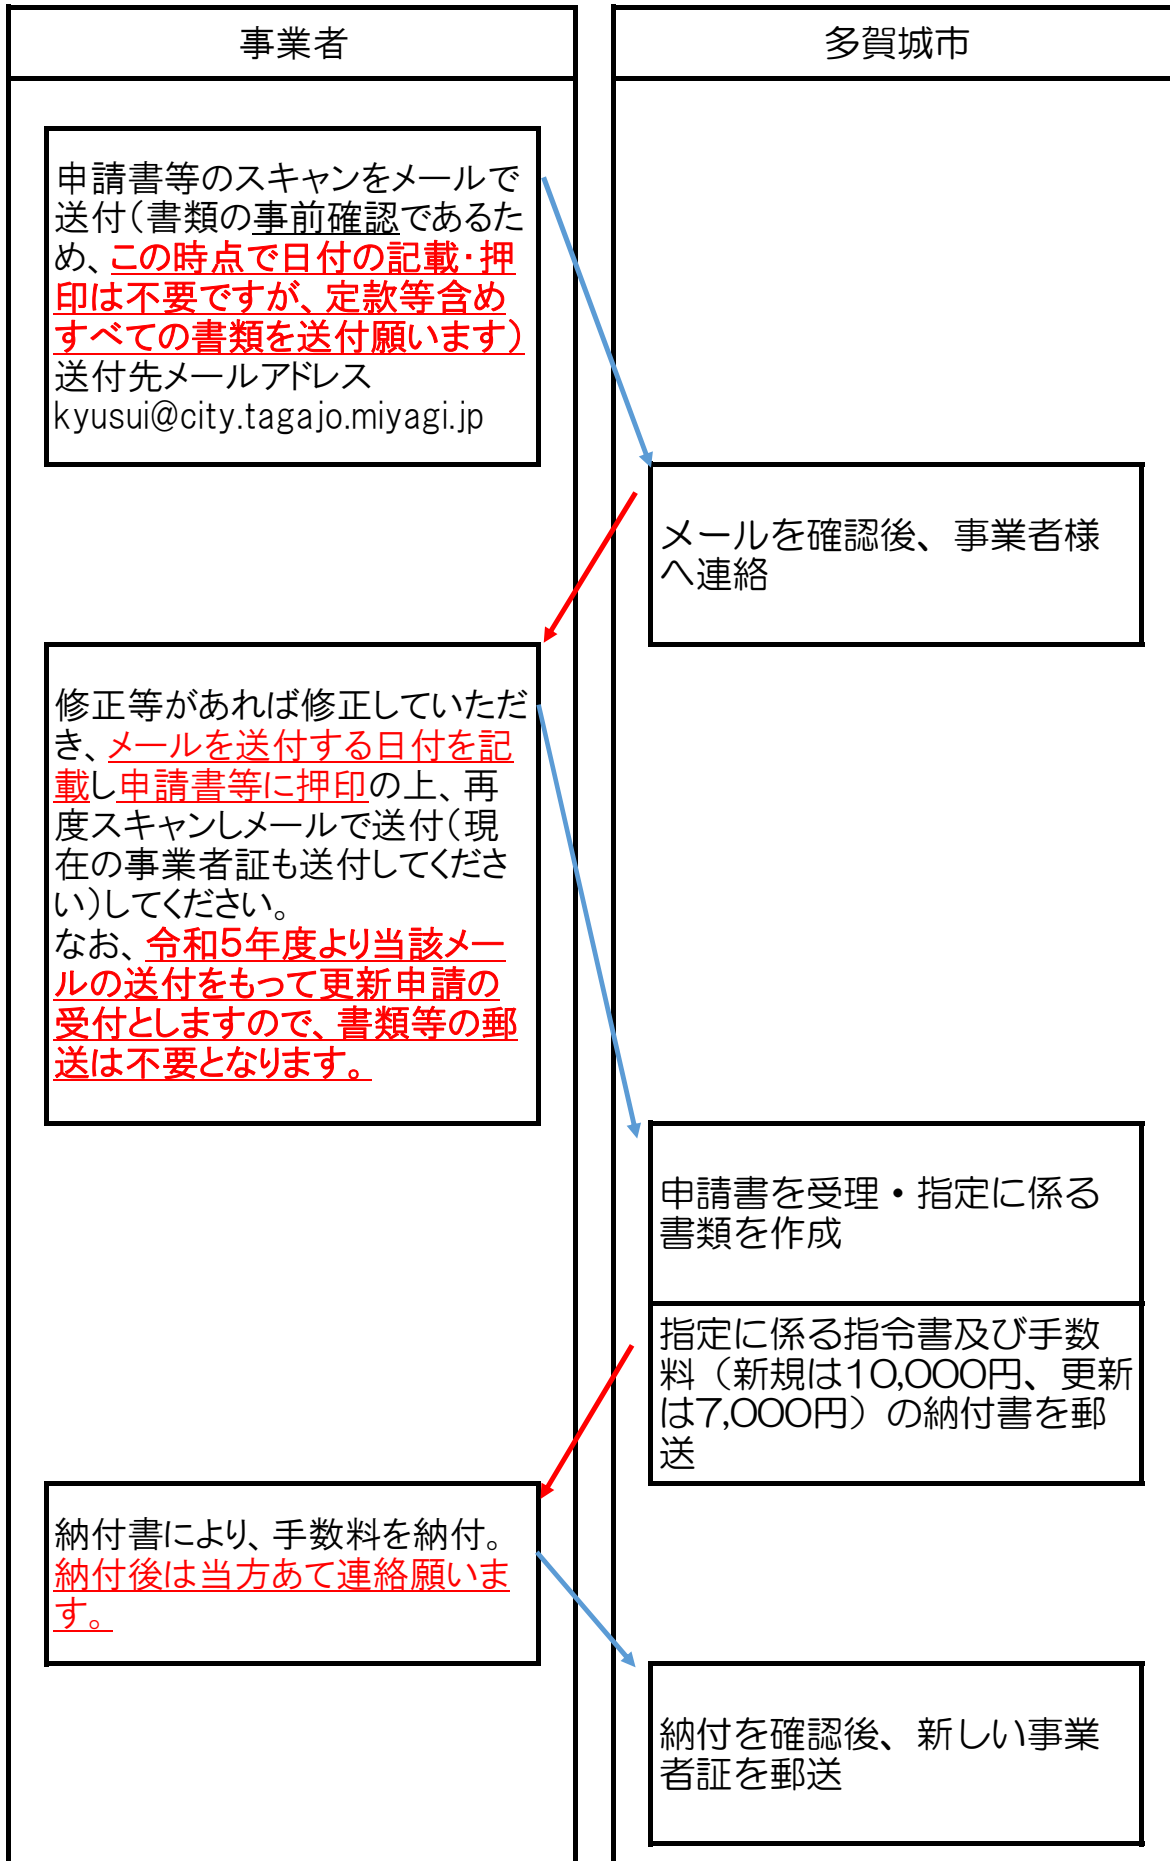 事業者
多賀城市
申請書等のスキャンをメールで
送付（書類の事前確認であるた
め、この時点で日付の記載・押
印は不要ですが、定款等含め
すべての書類を送付願います）
送付先メールアドレス
kyusui@city.tagajo.miyagi.jp
メールを確認後、事業者様
へ連絡
修正等があれば修正していただ
き、メールを送付する日付を記
載し申請書等に押印の上、再
度スキャンしメールで送付（現
在の事業者証も送付してくださ
い）してください。
なお、令和5年度より当該メー
ルの送付をもって更新申請の
受付としますので、書類等の郵
送は不要となります。
申請書を受理・指定に係る
書類を作成
指定に係る指令書及び手数
料（新規は10,000円、更新
は7,000円）の納付書を郵
送
納付書により、手数料を納付。
納付後は当方あて連絡願いま
す。
納付を確認後、新しい事業
者証を郵送